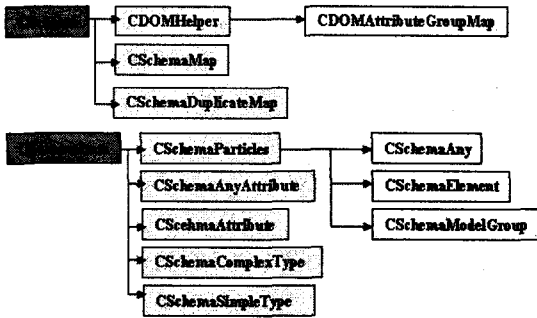 CDOMHelper
CDOMAttributeGroupMap
CSchemaMap
CSchemaDuplicateMap
CSchemaParticles
CSchemaAny
CSchemaAnyAttribute
CSchemaElement
CScehmaAttribute
CSchemaModelGroup
CSchemaComplexType
CSchemaSimpleType